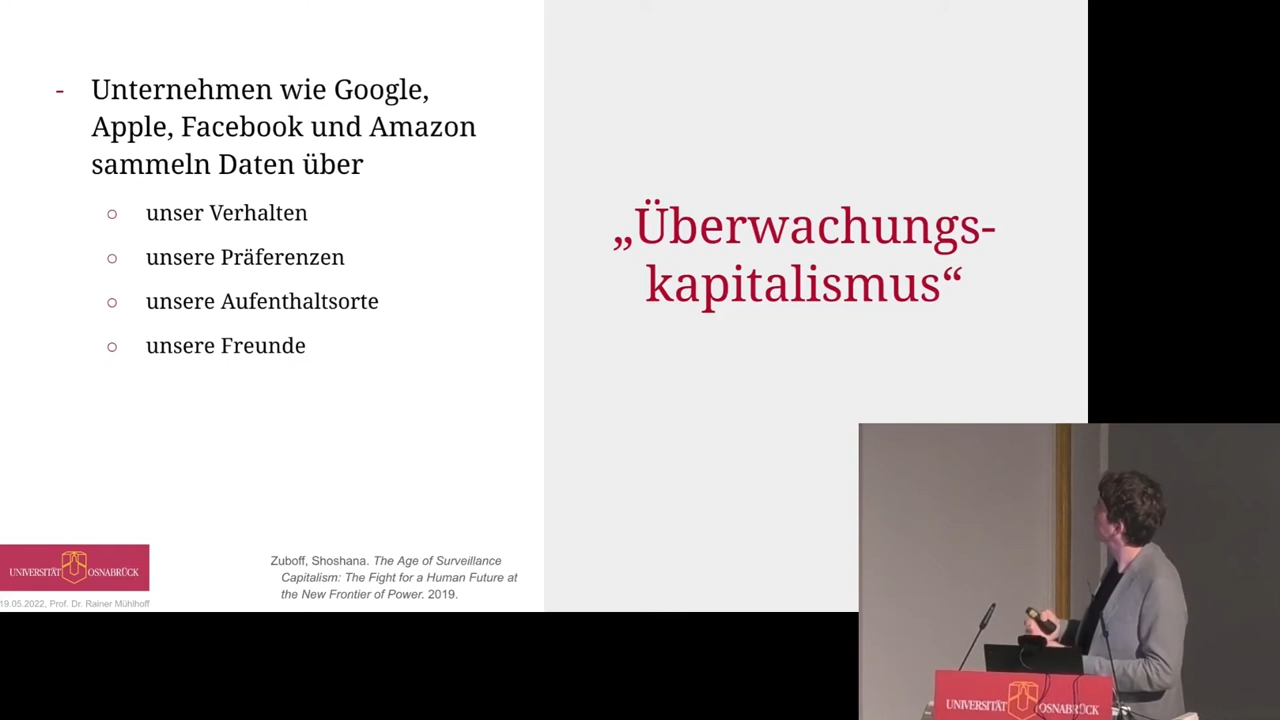 - Unternehmen wie Google,
Apple, Facebook und Amazon
sammeln Daten über
○ unser Verhalten
○ unsere Präferenzen
○ unsere Aufenthaltsorte
○ unsere Freunde
„Überwachungs-
kapitalismus“
UNIVERSITÄT OSNABRÜCK
19.05.2022, Prof. Dr. Rainer Mühlhoff
Zuboff, Shoshana. The Age of Surveillance
Capitalism: The Fight for a Human Future at
the New Frontier of Power. 2019.
UNIVERSITÄT OSNABRÜCK